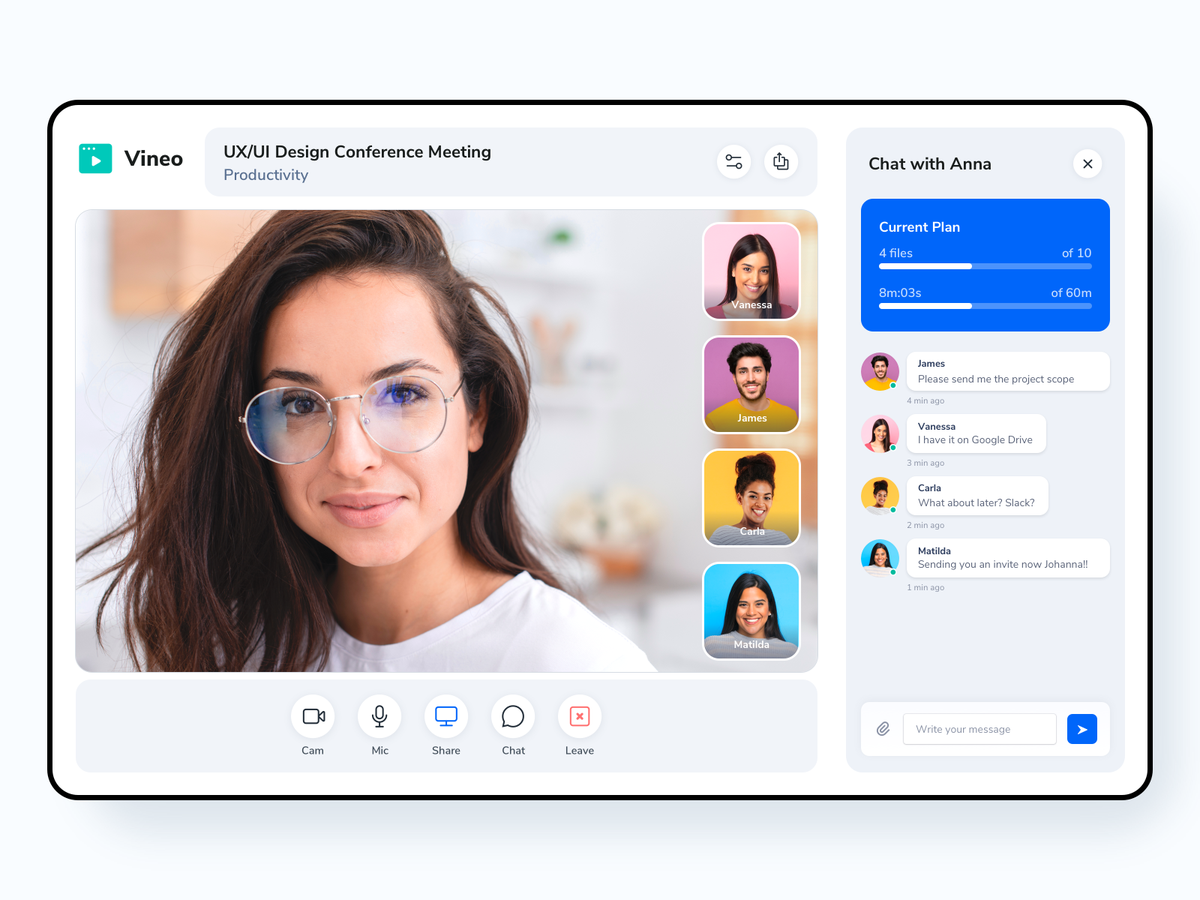 Vineo
UX/UI Design Conference Meeting
Productivity
Vanessa
James
Carla
Matilda
Cam
Mic
Share
Chat
Leave
Chat with Anna
Current Plan
4 files of 10
8m:03s of 60m
James
Please send me the project scope
4 min ago
Vanessa
I have it on Google Drive
3 min ago
Carla
What about later? Slack?
2 min ago
Matilda
Sending you an invite now Johanna!!
1 min ago
Write your message